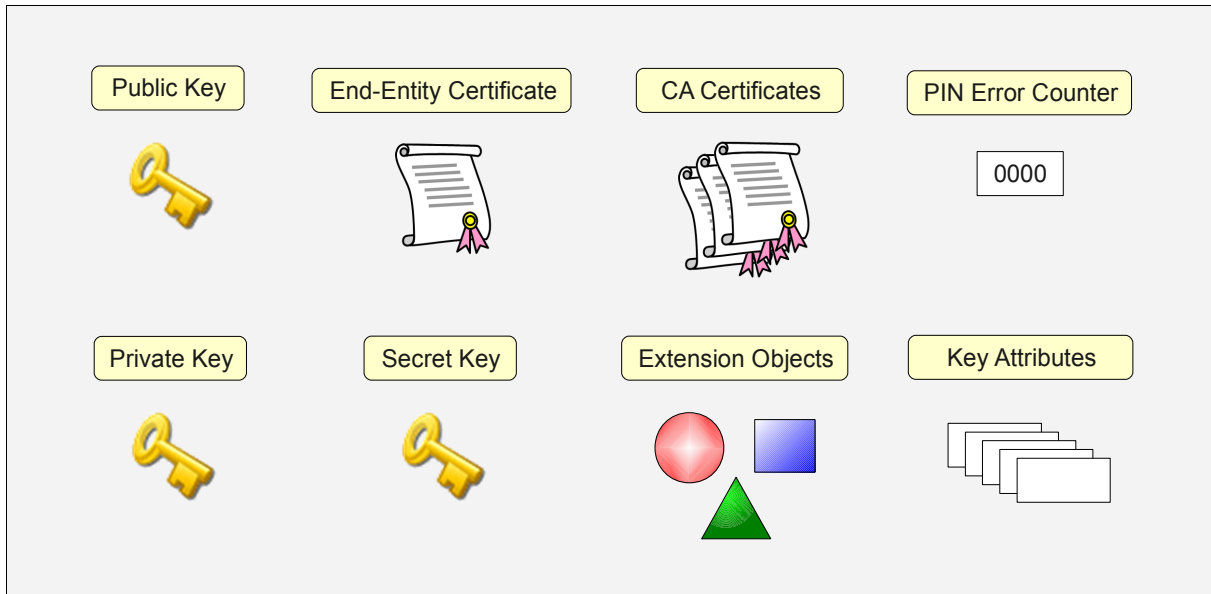 Public Key
End-Entity Certificate
CA Certificates
PIN Error Counter
0000
Private Key
Secret Key
Extension Objects
Key Attributes